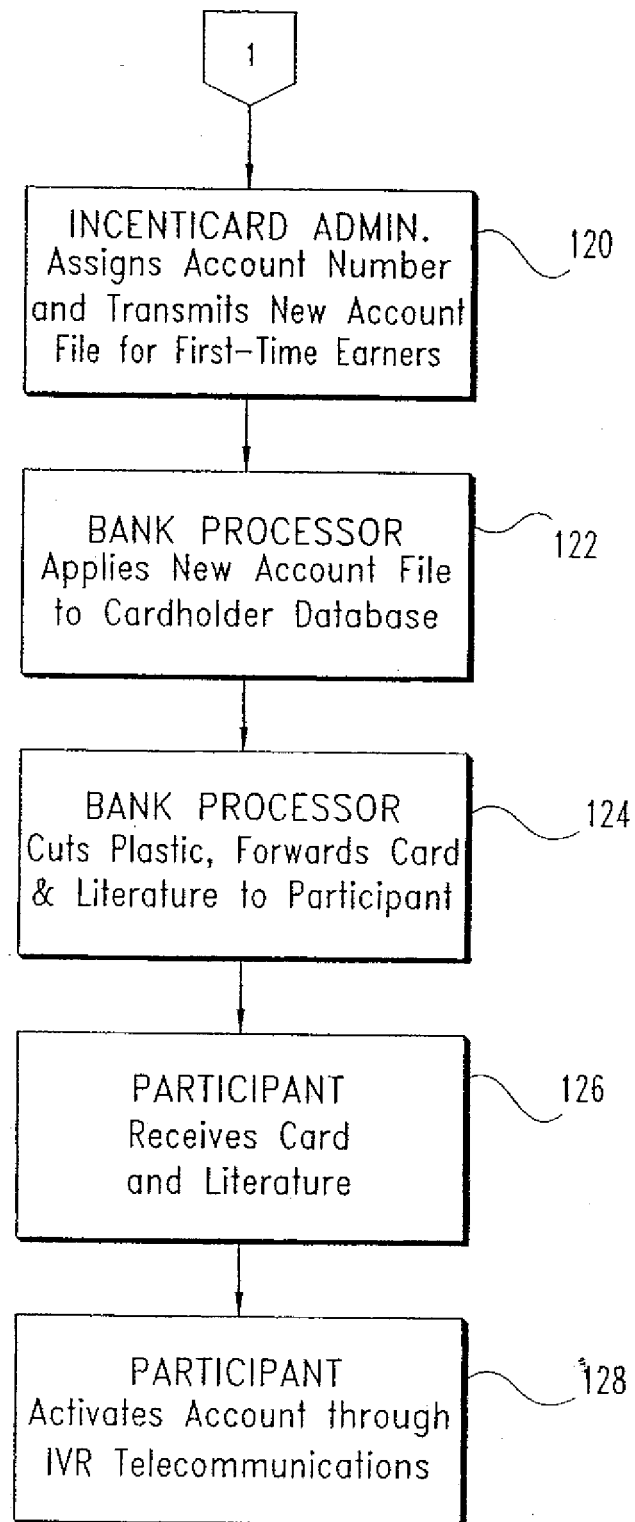 1
INCENTICARD ADMIN.
Assigns Account Number
and Transmits New Account
File for First-Time Earners
120
BANK PROCESSOR
Applies New Account File
to Cardholder Database
122
BANK PROCESSOR
Cuts Plastic, Forwards Card
& Literature to Participant
124
PARTICIPANT
Receives Card
and Literature
126
PARTICIPANT
Activates Account through
IVR Telecommunications
128